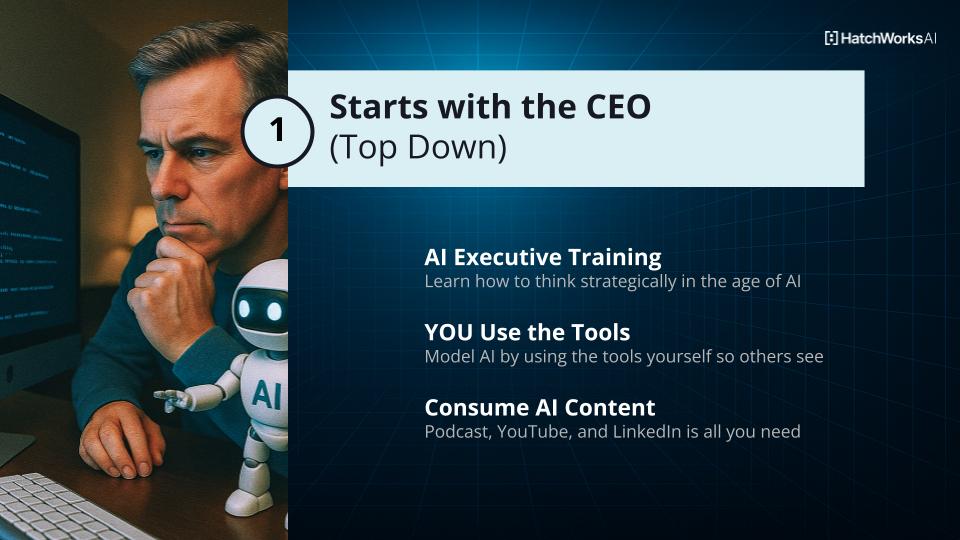 HatchWorksAI
1
Starts with the CEO
(Top Down)
AI Executive Training
Learn how to think strategically in the age of AI
YOU Use the Tools
Model AI by using the tools yourself so others see
Consume AI Content
Podcast, YouTube, and LinkedIn is all you need
AI